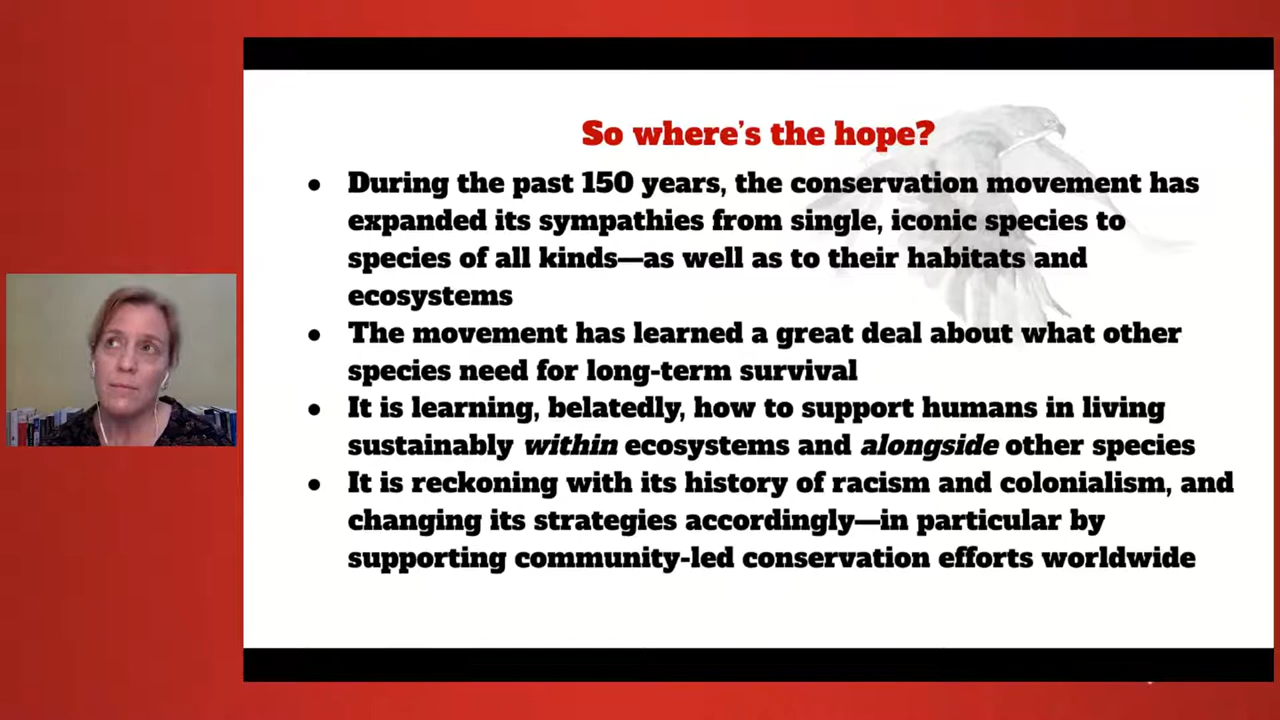 So where's the hope?
● During the past 150 years, the conservation movement has
expanded its sympathies from single, iconic species to
species of all kinds—as well as to their habitats and
ecosystems
● The movement has learned a great deal about what other
species need for long-term survival
● It is learning, belatedly, how to support humans in living
sustainably within ecosystems and alongside other species
● It is reckoning with its history of racism and colonialism, and
changing its strategies accordingly—in particular by
supporting community-led conservation efforts worldwide